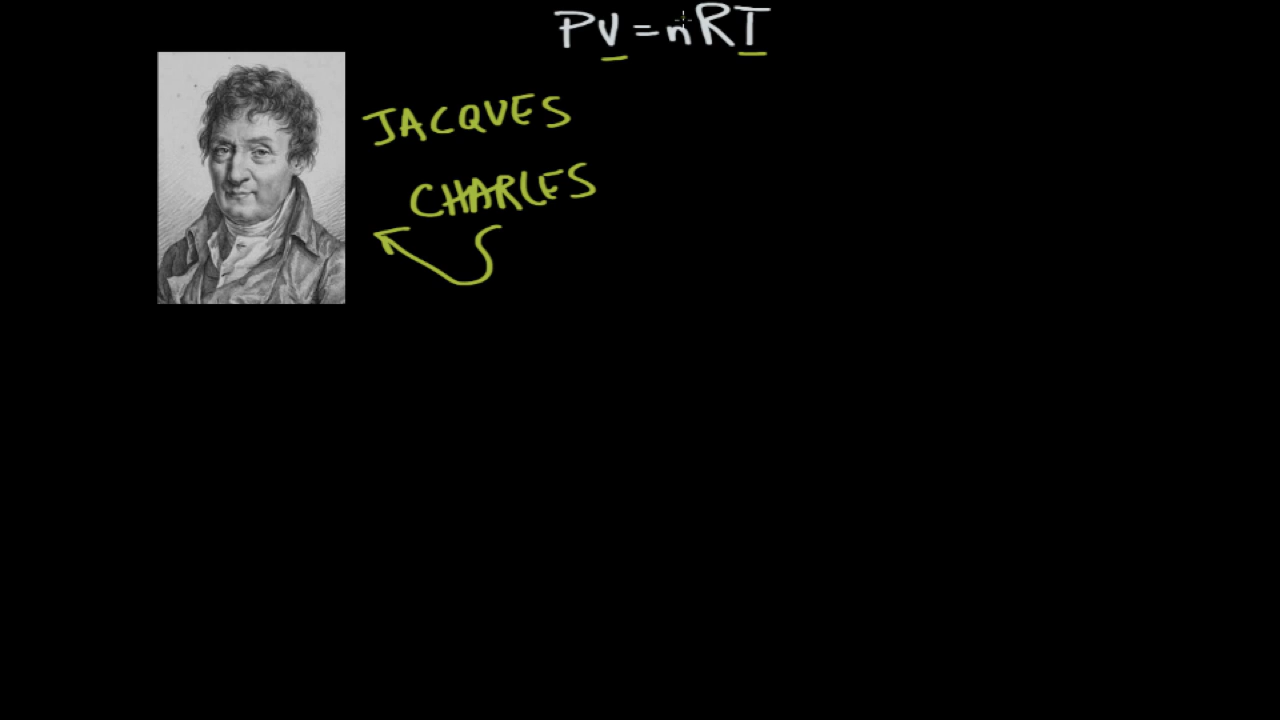 PV = nRT
JACQUES
CHARLES